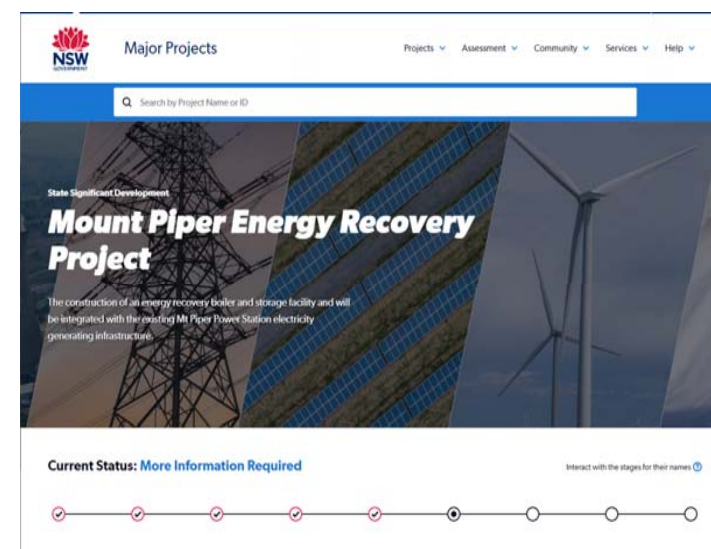 NSW
GOVERNMENT
Major Projects
Projects
Assessment
Community
Services
Help
Search by Project Name or ID
State Significant Development
Mount Piper Energy Recovery
Project
The construction of an energy recovery boiler and storage facility and will
be integrated with the existing Mt Piper Power Station electricity
generating infrastructure.
Current Status: More Information Required
Interact with the stages for their names